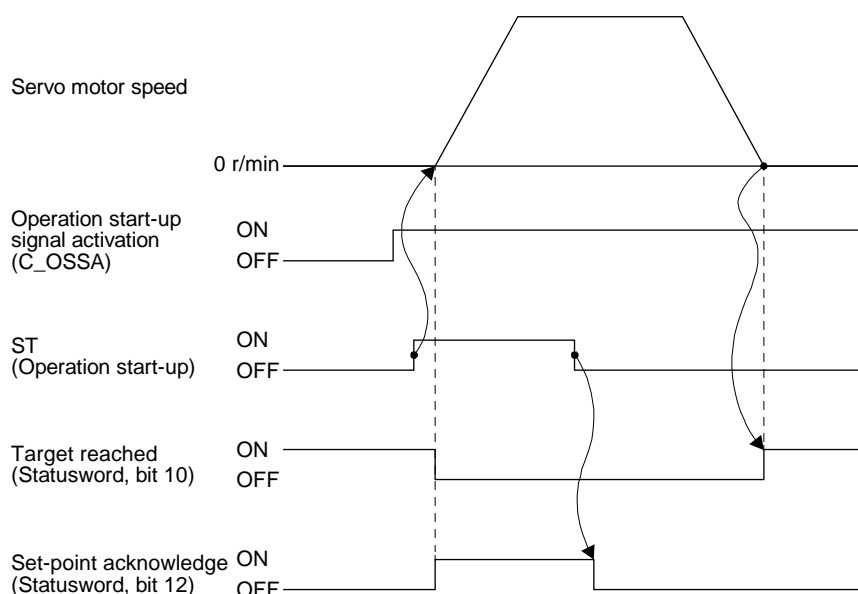 Servo motor speed
0 r/min
Operation start-up
signal activation
(C_OSSA)
ON
OFF
ST
(Operation start-up)
ON
OFF
Target reached
(Statusword, bit 10)
ON
OFF
Set-point acknowledge
(Statusword, bit 12)
ON
OFF